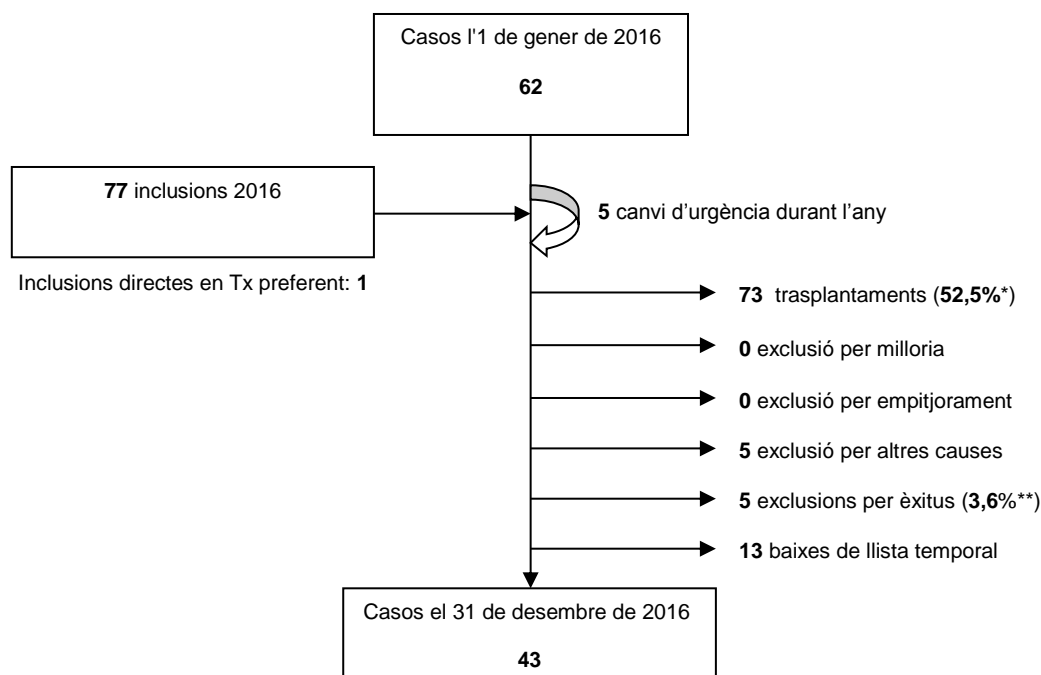 Casos l'1 de gener de 2016
62
77 inclusions 2016
5 canvi d’urgència durant l’any
Inclusions directes en Tx preferent: 1
73 trasplantaments (52,5%*)
0 exclusió per milloria
0 exclusió per empitjorament
5 exclusió per altres causes
5 exclusions per èxitus (3,6%**)
13 baixes de llista temporal
Casos el 31 de desembre de 2016
43